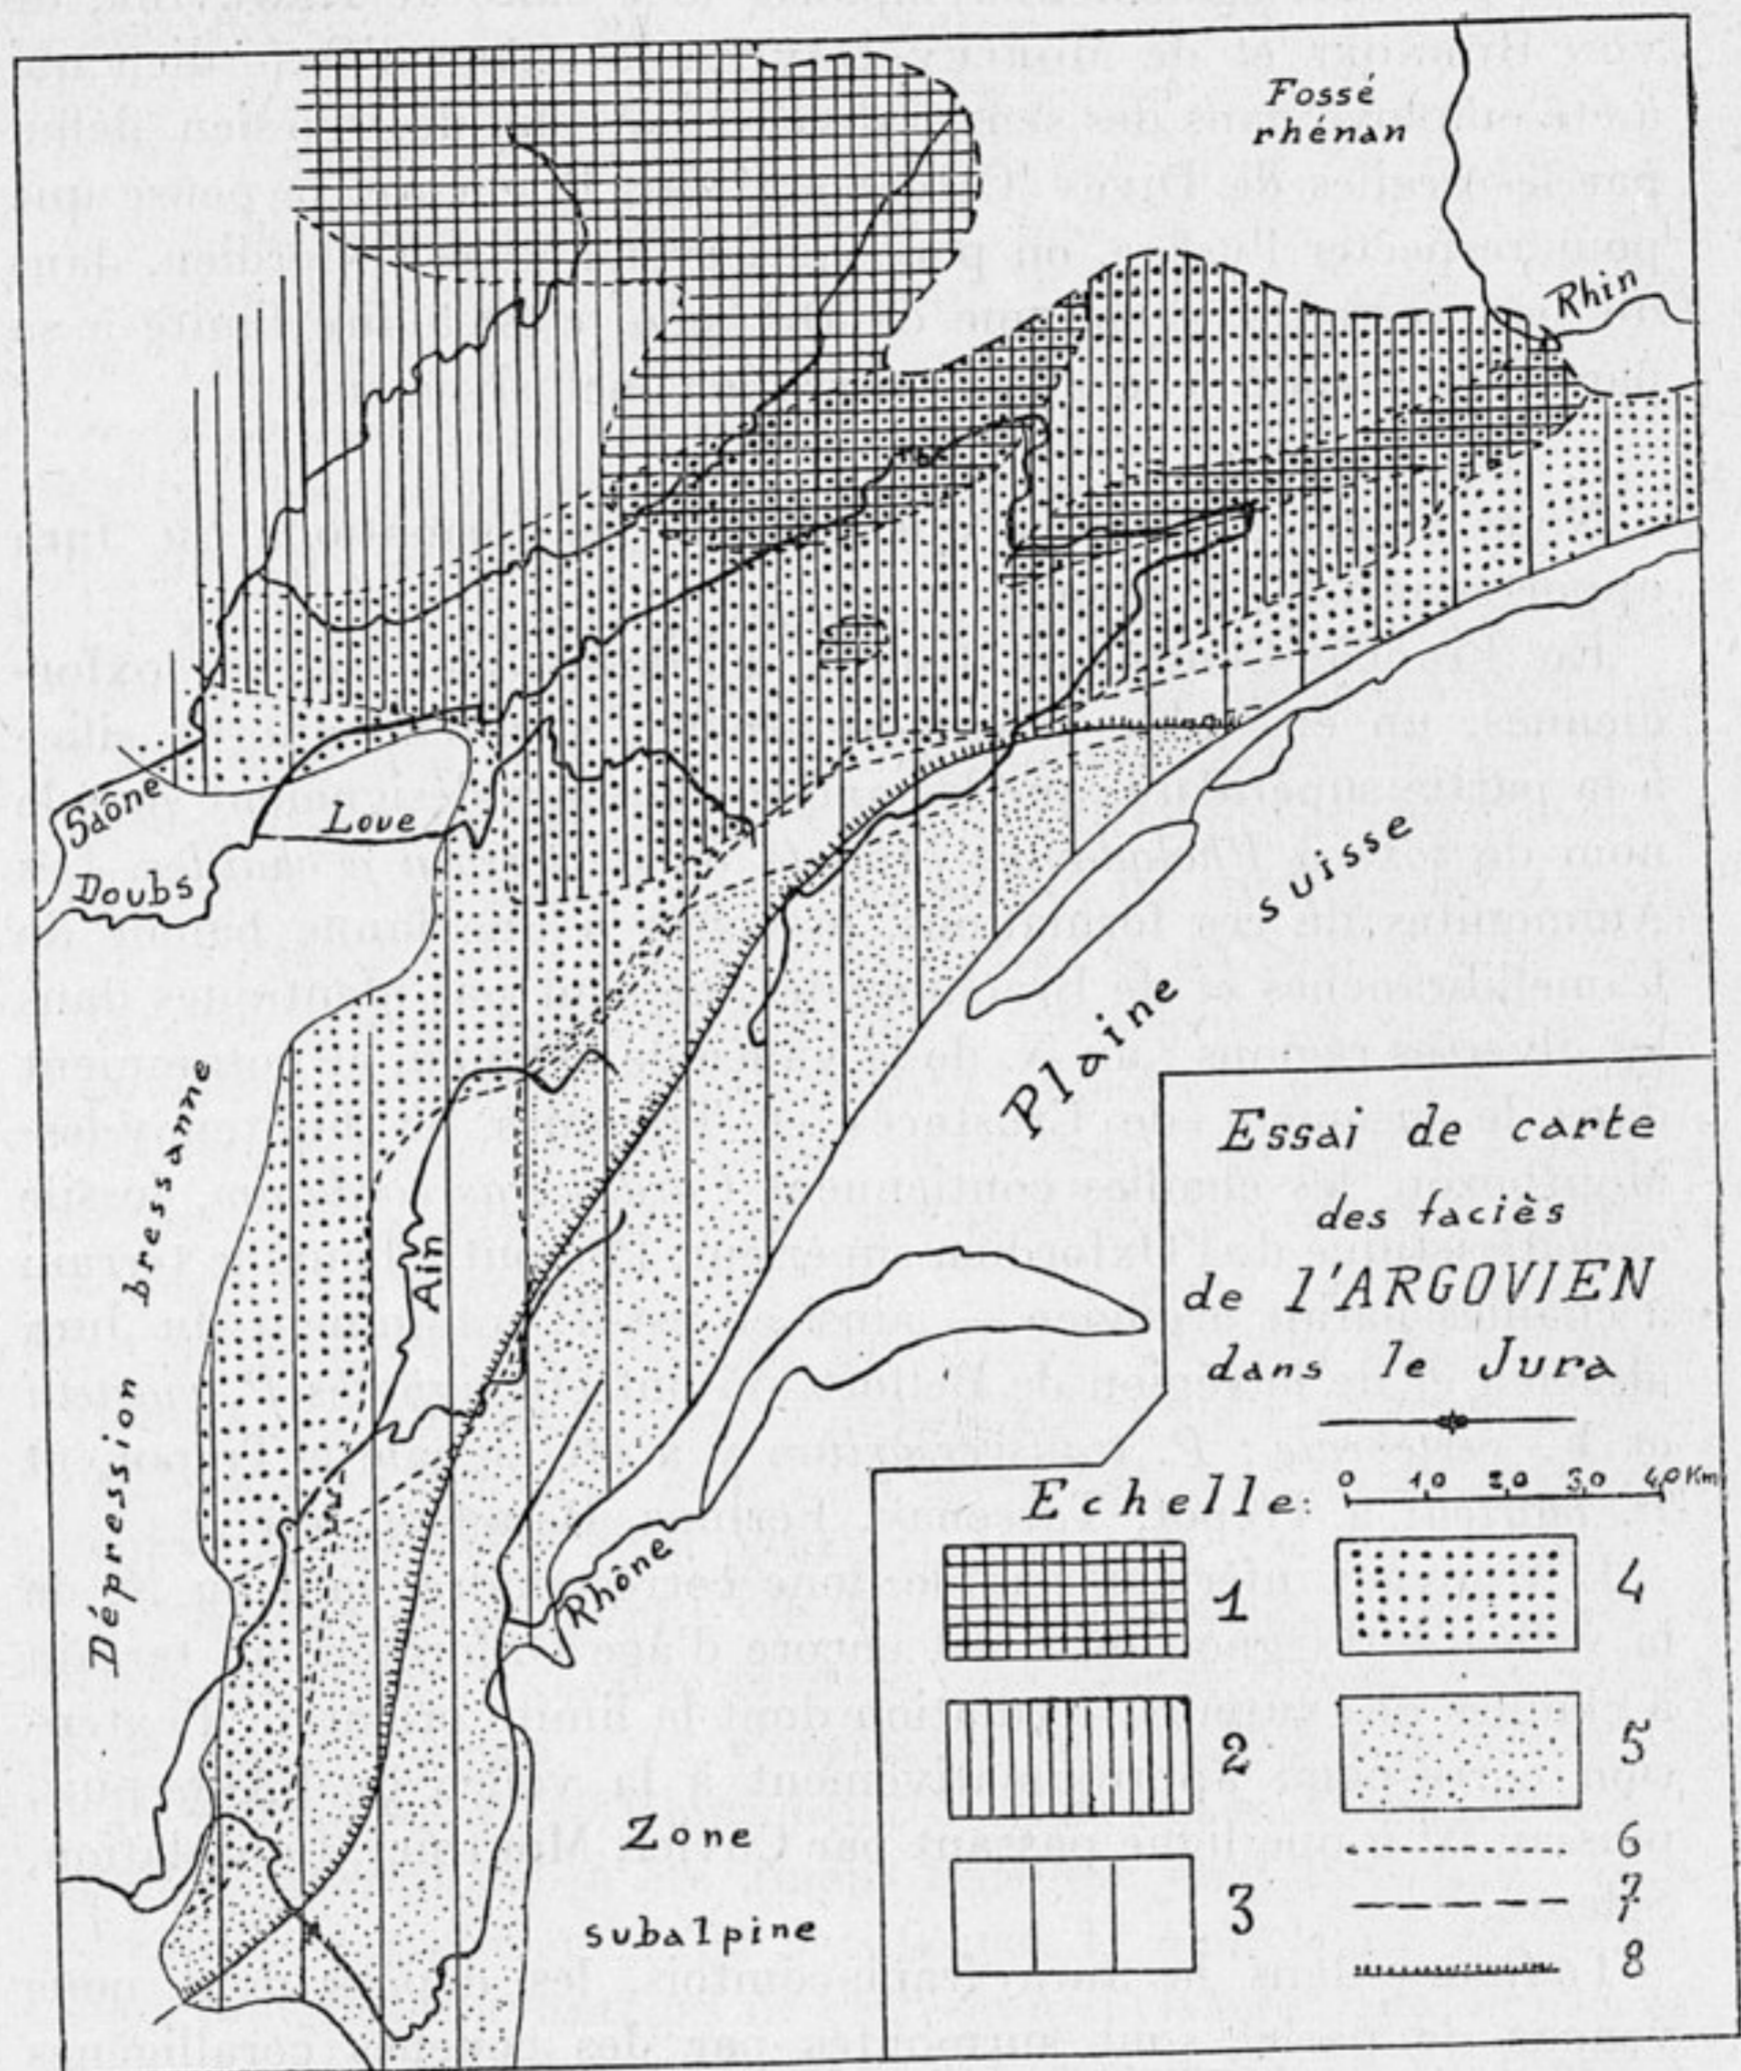 Fossé
rhénan
Rhin
Saône
Loue
Doubs
Plaine suisse
Dépression bressanne
Ain
Rhône
Zone
subalpine
Essai de carte
des faciès
de l'ARGOVIEN
dans le Jura
Echelle: 0 10 20 30 40 Km
1
2
3
4
5
6
7
8